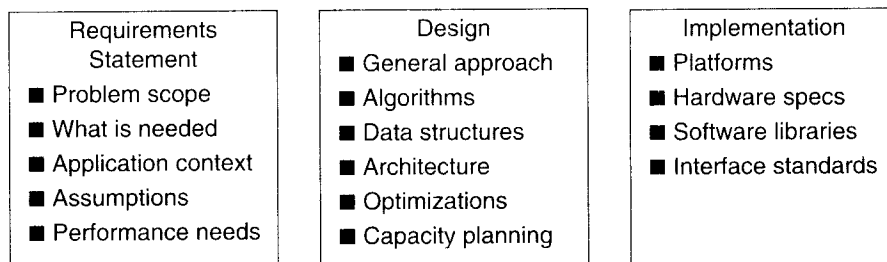 Requirements
Statement
■ Problem scope
■ What is needed
■ Application context
■ Assumptions
■ Performance needs
Design
■ General approach
■ Algorithms
■ Data structures
■ Architecture
■ Optimizations
■ Capacity planning
Implementation
■ Platforms
■ Hardware specs
■ Software libraries
■ Interface standards